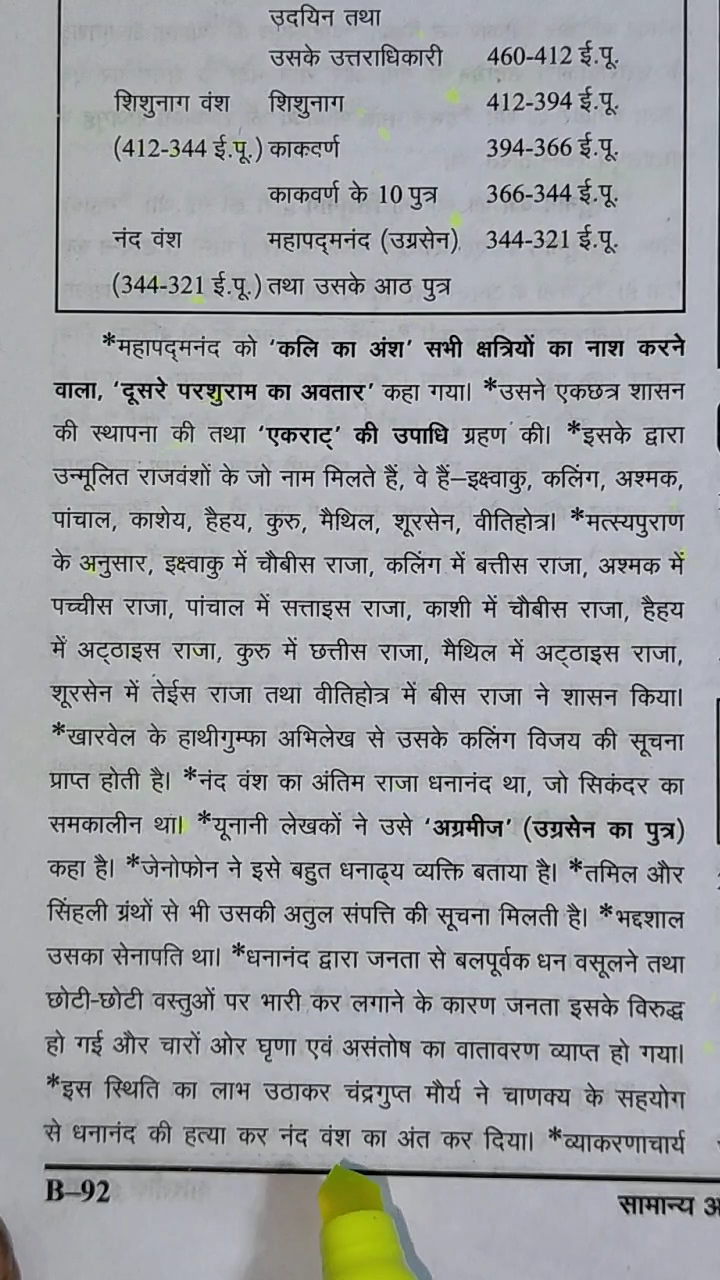 उदयिन तथा
उसके उत्तराधिकारी 460-412 ई.पू.
शिशुनाग वंश शिशुनाग 412-394 ई.पू.
(412-344 ई.पू.) काकवर्ण 394-366 ई.पू.
काकवर्ण के 10 पुत्र 366-344 ई.पू.
नंद वंश महापद्मनंद (उग्रसेन) 344-321 ई.पू.
(344-321 ई.पू.) तथा उसके आठ पुत्र
*महापद्मनंद को ‘कलि का अंश’ सभी क्षत्रियों का नाश करने
वाला, ‘दूसरे परशुराम का अवतार’ कहा गया। *उसने एकछत्र शासन
की स्थापना की तथा ‘एकराट्’ की उपाधि ग्रहण की। *इसके द्वारा
उन्मूलित राजवंशों के जो नाम मिलते हैं, वे हैं–इक्ष्वाकु, कलिंग, अश्मक,
पांचाल, काशेय, हैहय, कुरु, मैथिल, शूरसेन, वीतिहोत्र। *मत्स्यपुराण
के अनुसार, इक्ष्वाकु में चौबीस राजा, कलिंग में बत्तीस राजा, अश्मक में
पच्चीस राजा, पांचाल में सत्ताइस राजा, काशी में चौबीस राजा, हैहय
में अट्ठाइस राजा, कुरु में छत्तीस राजा, मैथिल में अट्ठाइस राजा,
शूरसेन में तेईस राजा तथा वीतिहोत्र में बीस राजा ने शासन किया।
*खारवेल के हाथीगुम्फा अभिलेख से उसके कलिंग विजय की सूचना
प्राप्त होती है। *नंद वंश का अंतिम राजा धनानंद था, जो सिकंदर का
समकालीन था। *यूनानी लेखकों ने उसे ‘अग्रमीज’ (उग्रसेन का पुत्र)
कहा है। *जेनोफोन ने इसे बहुत धनाढ्य व्यक्ति बताया है। *तमिल और
सिंहली ग्रंथों से भी उसकी अतुल संपत्ति की सूचना मिलती है। *भद्दशाल
उसका सेनापति था। *धनानंद द्वारा जनता से बलपूर्वक धन वसूलने तथा
छोटी-छोटी वस्तुओं पर भारी कर लगाने के कारण जनता इसके विरुद्ध
हो गई और चारों ओर घृणा एवं असंतोष का वातावरण व्याप्त हो गया।
*इस स्थिति का लाभ उठाकर चंद्रगुप्त मौर्य ने चाणक्य के सहयोग
से धनानंद की हत्या कर नंद वंश का अंत कर दिया। *व्याकरणाचार्य
B–92
सामान्य अ